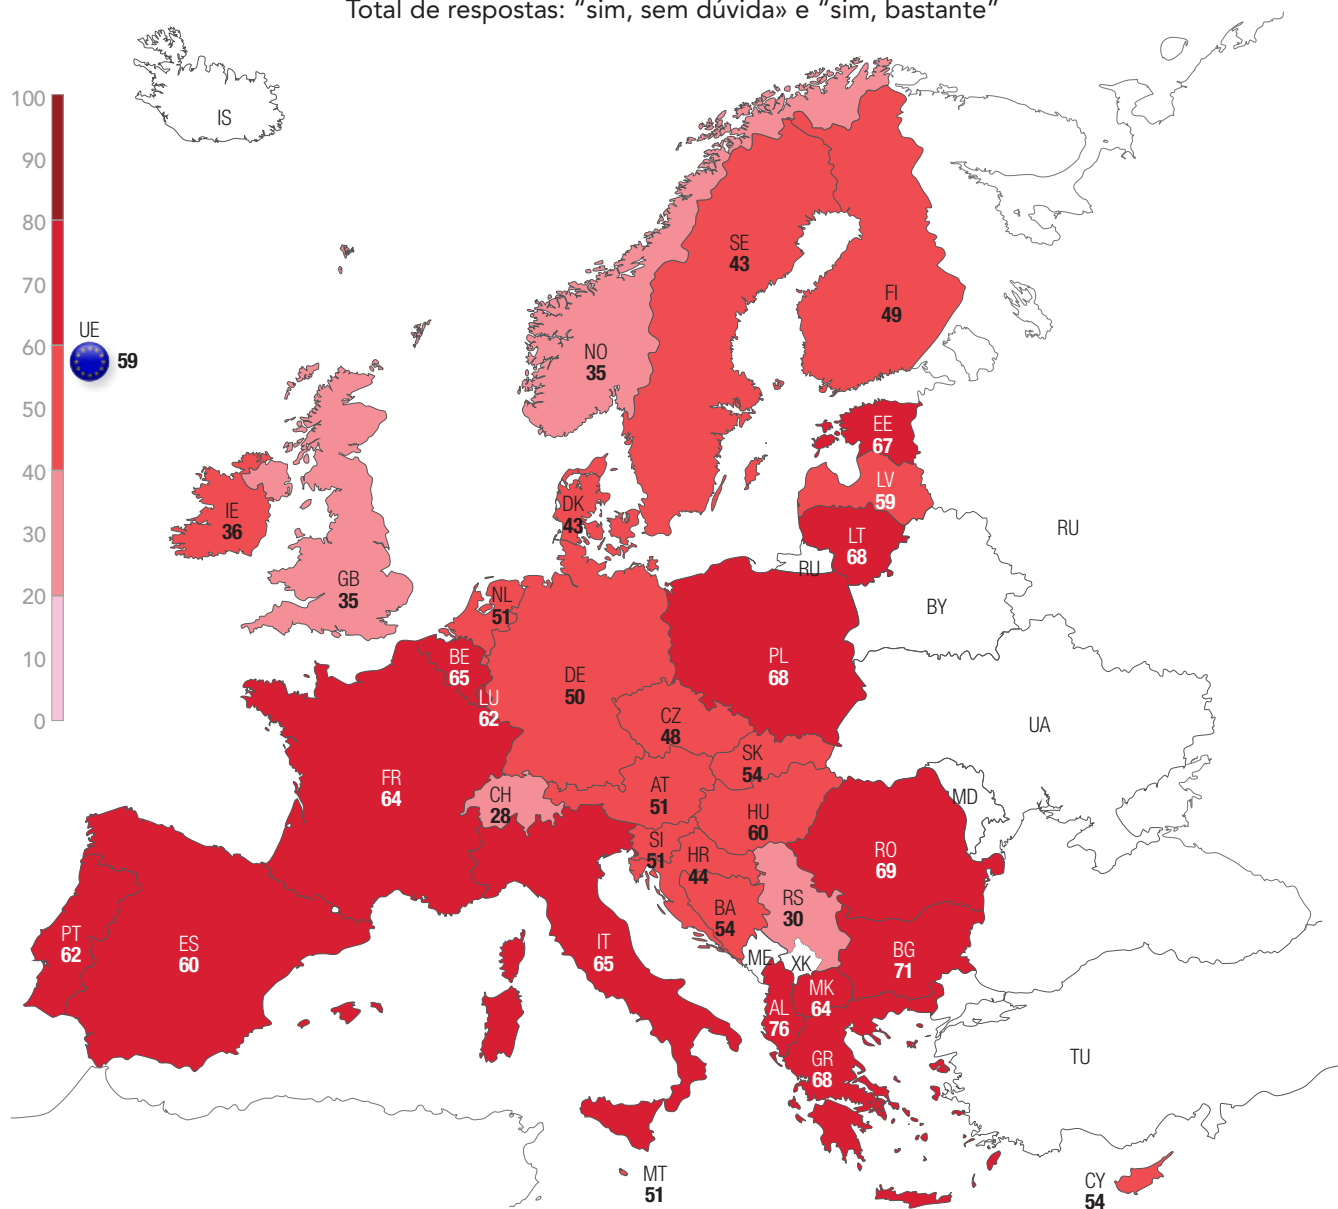 Total de respostas: “sim, sem dúvida» e “sim, bastante”
IS
100
90
80
70
60
50
40
30
20
10
0
UE
59
SE
43
FI
49
NO
35
EE
67
LV
59
LT
68
RU
RU
BY
IE
36
GB
35
DK
43
NL
51
BE
65
LU
62
DE
50
PL
68
CZ
48
SK
54
UA
FR
64
CH
28
AT
51
HU
60
MD
SI
51
HR
44
RO
69
BA
54
RS
30
PT
62
ES
60
IT
65
ME
XK
BG
71
MK
64
AL
76
GR
68
TU
MT
51
CY
54